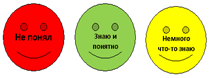 Не понял
Знаю и
понятно
Немного
что-то знаю